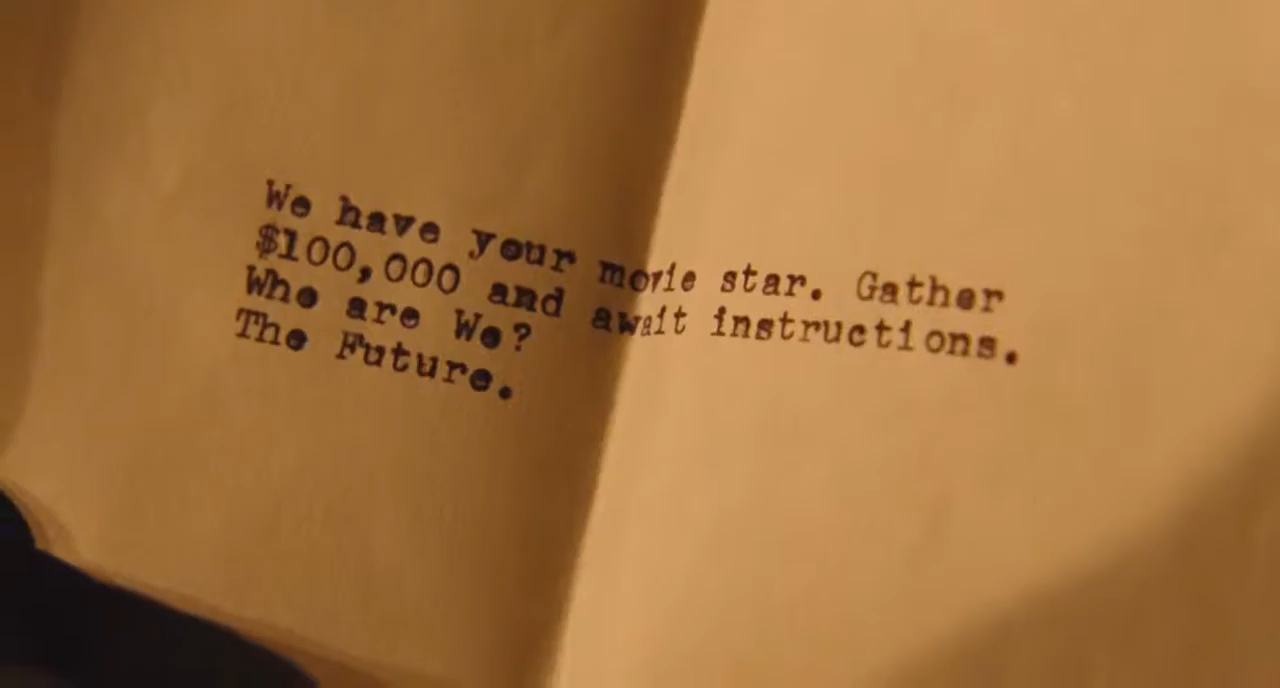 We have your movie star. Gather
$100,000 and await instructions.
Who are We?
The Future.